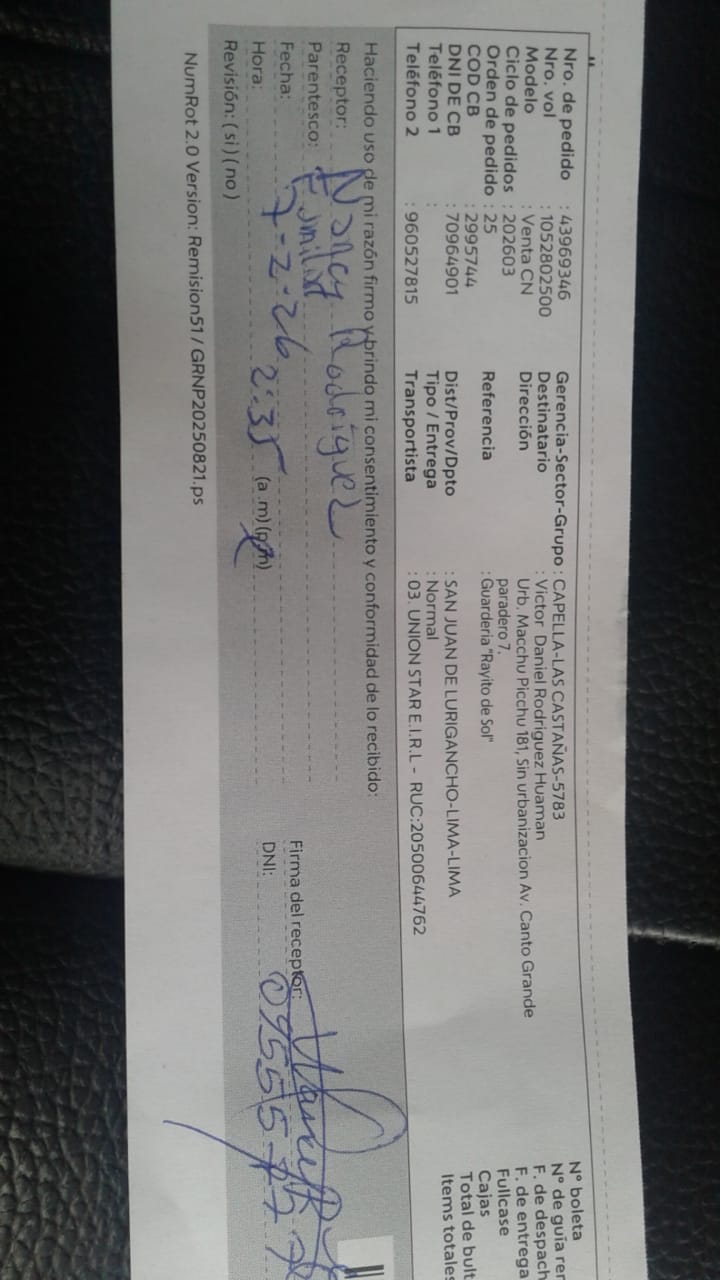 Nro. de pedido : 43969346
Nro. vol : 1052802500
Modelo : Venta CN
Ciclo de pedidos : 202603
Orden de pedido : 25
COD CB : 2995744
DNI DE CB : 70964901
Teléfono 1 :
Teléfono 2 : 960527815
Gerencia-Sector-Grupo : CAPELLA-LAS CASTAÑAS-5783
Destinatario : Victor Daniel Rodriguez Huaman
Dirección : Urb. Macchu Picchu 181, Sin urbanizacion Av. Canto Grande
paradero 7.
Referencia : Guarderia "Rayito de Sol"
Dist/Prov/Dpto : SAN JUAN DE LURIGANCHO-LIMA-LIMA
Tipo / Entrega : Normal
Transportista : 03. UNION STAR E.I.R.L - RUC:20500644762
N° boleta
N° de guia rem
F. de despach
F. de entrega
Fullcase
Cajas
Total de bult
Items totales
Haciendo uso de mi razón firmo y brindo mi consentimiento y conformidad de lo recibido:
Receptor: Nancy Rodríguez
Parentesco: Familiar
Fecha: 7-2-26
Hora: 2:35 (a.m)(p.m)
Revisión: ( si ) ( no )
Firma del receptor:
DNI:
NumRot 2.0 Version: Remision51 / GRNP20250821.ps